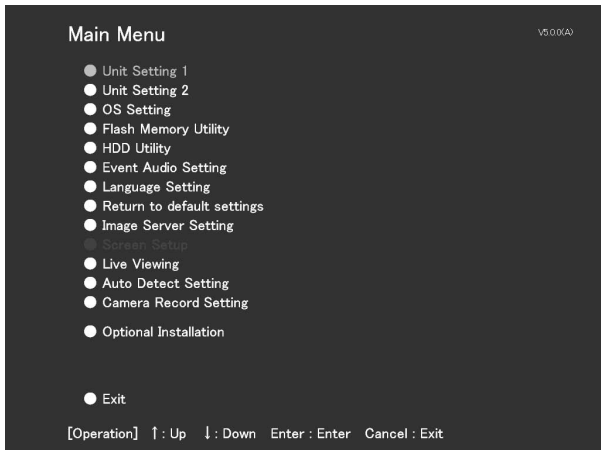 Main Menu
V5.0.0(A)
Unit Setting 1
Unit Setting 2
OS Setting
Flash Memory Utility
HDD Utility
Event Audio Setting
Language Setting
Return to default settings
Image Server Setting
Screen Setup
Live Viewing
Auto Detect Setting
Camera Record Setting
Optional Installation
Exit
[Operation] ↑: Up ↓: Down Enter : Enter Cancel : Exit